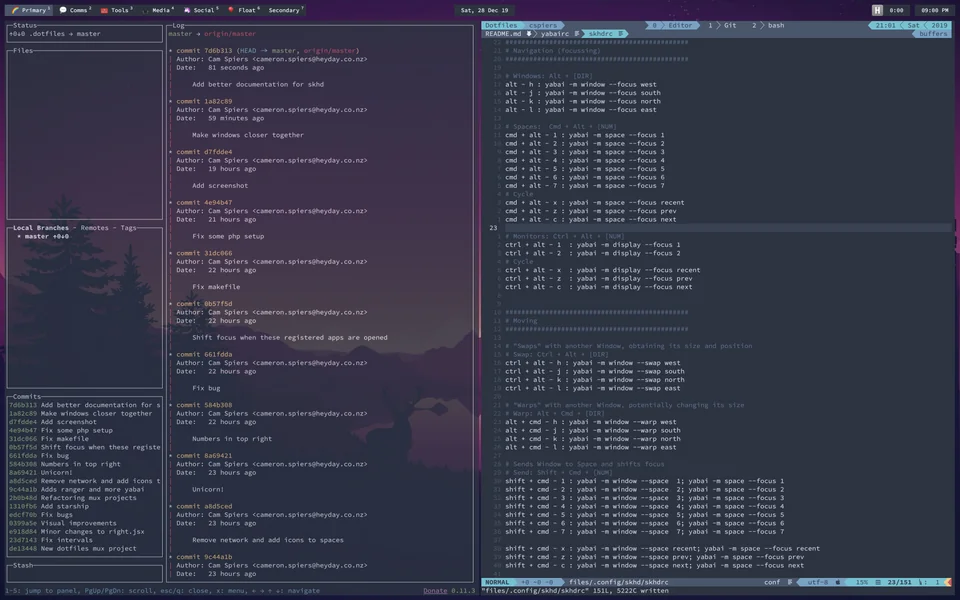 Primary 1 Comms 2 Tools 3 Media 4 Social 5 Float 6 Secondary 7
Sat, 28 Dec 19
0:00 09:00 PM
Status
.dotfiles → master
Files
Local Branches - Remotes - Tags
* master
Commits
7d6b313 Add better documentation for s
1a82c89 Make windows closer together
d7fdde4 Add screenshot
4e94b47 Fix some php setup
31dc066 Fix makefile
0b57f5d Shift focus when these registe
661fdda Fix bug
584b308 Numbers in top right
8a69421 Unicorn!
a8d5ced Remove network and add icons t
9c44a1b Adds ranger and more yabai
2b0b48d Refactoring mux projects
1310fb6 Add starship
edcf70b Fix bugs
0399a5e Visual improvements
e918d84 Minor changes to right.jsx
23d7143 Fix intervals
de13448 New dotfiles mux project
Stash
Log
master → origin/master
* commit 7d6b313 (HEAD -> master, origin/master)
Author: Cam Spiers <cameron.spiers@heyday.co.nz>
Date: 81 seconds ago
Add better documentation for skhd
* commit 1a82c89
Author: Cam Spiers <cameron.spiers@heyday.co.nz>
Date: 59 minutes ago
Make windows closer together
* commit d7fdde4
Author: Cam Spiers <cameron.spiers@heyday.co.nz>
Date: 19 hours ago
Add screenshot
* commit 4e94b47
Author: Cam Spiers <cameron.spiers@heyday.co.nz>
Date: 21 hours ago
Fix some php setup
* commit 31dc066
Author: Cam Spiers <cameron.spiers@heyday.co.nz>
Date: 22 hours ago
Fix makefile
* commit 0b57f5d
Author: Cam Spiers <cameron.spiers@heyday.co.nz>
Date: 22 hours ago
Shift focus when these registered apps are opened
* commit 661fdda
Author: Cam Spiers <cameron.spiers@heyday.co.nz>
Date: 22 hours ago
Fix bug
* commit 584b308
Author: Cam Spiers <cameron.spiers@heyday.co.nz>
Date: 22 hours ago
Numbers in top right
* commit 8a69421
Author: Cam Spiers <cameron.spiers@heyday.co.nz>
Date: 23 hours ago
Unicorn!
* commit a8d5ced
Author: Cam Spiers <cameron.spiers@heyday.co.nz>
Date: 23 hours ago
Remove network and add icons to spaces
* commit 9c44a1b
Author: Cam Spiers <cameron.spiers@heyday.co.nz>
Date: 23 hours ago
1-5: jump to panel, PgUp/PgDn: scroll, esc/q: close, x: menu, ← → ↑ ↓: navigate
Donate 0.11.3
Dotfiles cspiers 0 Editor 1 Git 2 bash 21:01 Sat 2019
README.md yabairc skhdrc buffers
################################################
# Navigation (focussing)
################################################
# Windows: Alt + [DIR]
alt - h : yabai -m window --focus west
alt - j : yabai -m window --focus south
alt - k : yabai -m window --focus north
alt - l : yabai -m window --focus east
# Spaces: Cmd + Alt + [NUM]
cmd + alt - 1 : yabai -m space --focus 1
cmd + alt - 2 : yabai -m space --focus 2
cmd + alt - 3 : yabai -m space --focus 3
cmd + alt - 4 : yabai -m space --focus 4
cmd + alt - 5 : yabai -m space --focus 5
cmd + alt - 6 : yabai -m space --focus 6
cmd + alt - 7 : yabai -m space --focus 7
# Cycle
cmd + alt - x : yabai -m space --focus recent
cmd + alt - z : yabai -m space --focus prev
cmd + alt - c : yabai -m space --focus next
23
# Monitors: Ctrl + Alt + [NUM]
ctrl + alt - 1 : yabai -m display --focus 1
ctrl + alt - 2 : yabai -m display --focus 2
# Cycle
ctrl + alt - x : yabai -m display --focus recent
ctrl + alt - z : yabai -m display --focus prev
ctrl + alt - c : yabai -m display --focus next
################################################
# Moving
################################################
# "Swaps" with another Window, obtaining its size and position
# Swap: Ctrl + Alt + [DIR]
ctrl + alt - h : yabai -m window --swap west
ctrl + alt - j : yabai -m window --swap south
ctrl + alt - k : yabai -m window --swap north
ctrl + alt - l : yabai -m window --swap east
# "Warps" with another Window, potentially changing its size
# Warp: Alt + Cmd + [DIR]
alt + cmd - h : yabai -m window --warp west
alt + cmd - j : yabai -m window --warp south
alt + cmd - k : yabai -m window --warp north
alt + cmd - l : yabai -m window --warp east
# Sends Window to Space and shifts focus
# Send: Shift + Cmd + [NUM]
shift + cmd - 1 : yabai -m window --space 1; yabai -m space --focus 1
shift + cmd - 2 : yabai -m window --space 2; yabai -m space --focus 2
shift + cmd - 3 : yabai -m window --space 3; yabai -m space --focus 3
shift + cmd - 4 : yabai -m window --space 4; yabai -m space --focus 4
shift + cmd - 5 : yabai -m window --space 5; yabai -m space --focus 5
shift + cmd - 6 : yabai -m window --space 6; yabai -m space --focus 6
shift + cmd - 7 : yabai -m window --space 7; yabai -m space --focus 7
shift + cmd - x : yabai -m window --space recent; yabai -m space --focus recent
shift + cmd - z : yabai -m window --space prev; yabai -m space --focus prev
shift + cmd - c : yabai -m window --space next; yabai -m space --focus next
NORMAL +0 ~0 -0 files/.config/skhd/skhdrc conf utf-8 15% 23/151 : 1
"files/.config/skhd/skhdrc" 151L, 5222C written